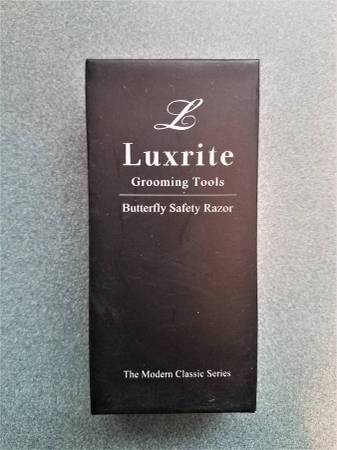 L
Luxrite
Grooming Tools
Butterfly Safety Razor
The Modern Classic Series